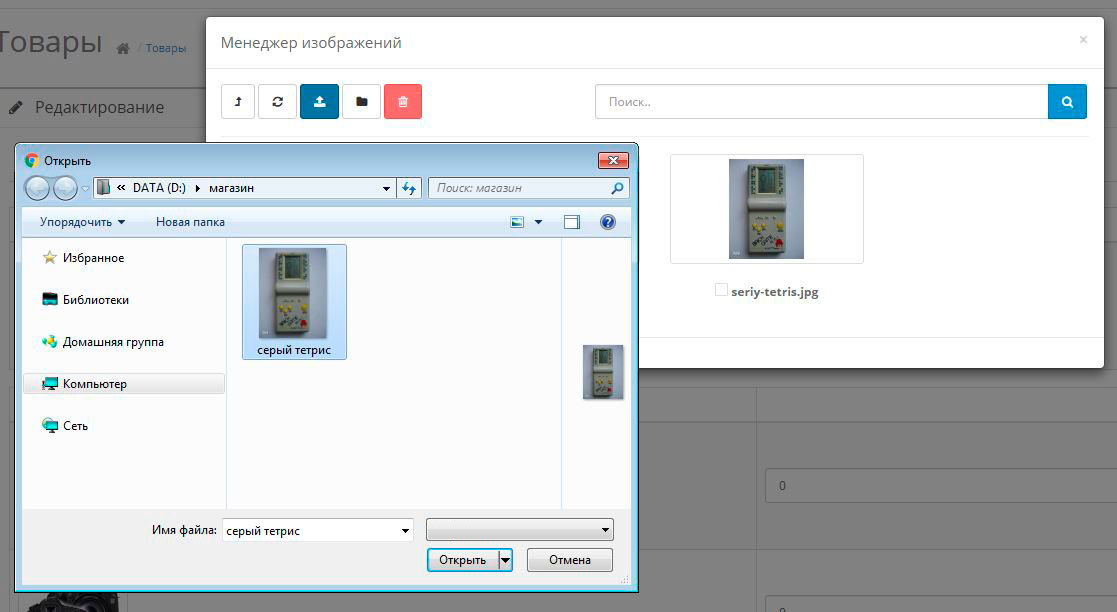 Товары / Товары
Менеджер изображений ×
Редактирование
Поиск..
seriy-tetris.jpg
Открыть
« DATA (D:) магазин
Поиск: магазин
Упорядочить Новая папка
Избранное
Библиотеки
Домашняя группа
Компьютер
Сеть
серый тетрис
Имя файла: серый тетрис
Открыть Отмена
0
0